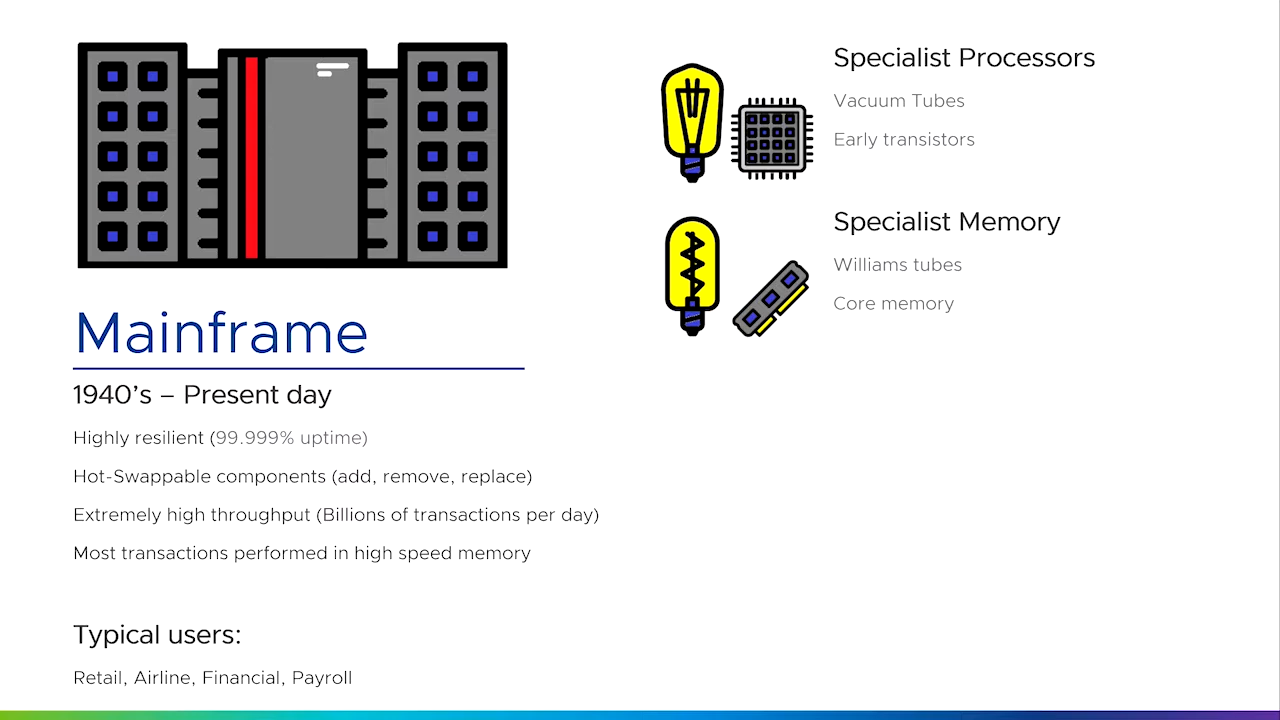 Mainframe
1940’s – Present day
Highly resilient (99.999% uptime)
Hot-Swappable components (add, remove, replace)
Extremely high throughput (Billions of transactions per day)
Most transactions performed in high speed memory
Typical users:
Retail, Airline, Financial, Payroll
Specialist Processors
Vacuum Tubes
Early transistors
Specialist Memory
Williams tubes
Core memory